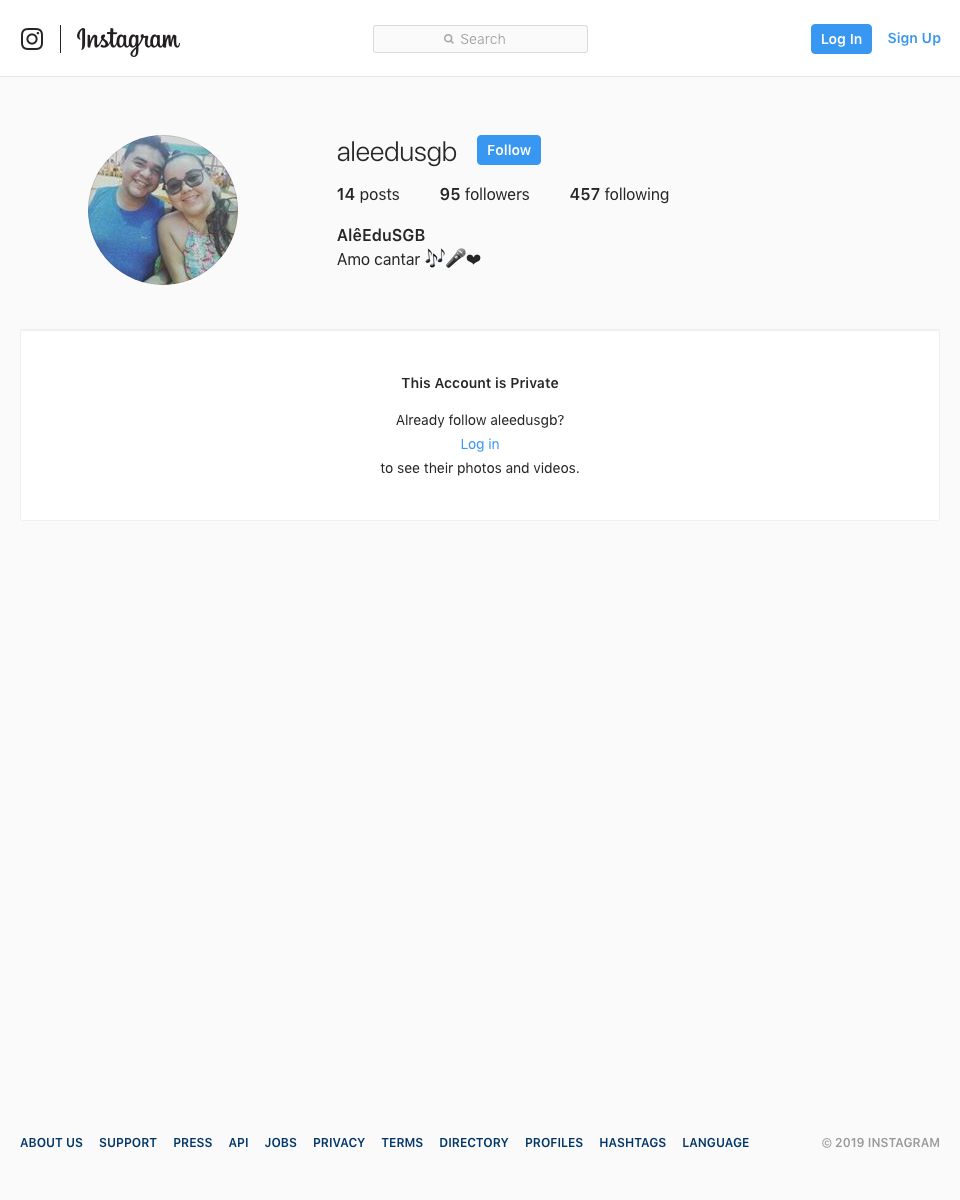 Instagram
Search
Log In
Sign Up
aleedusgb
Follow
14 posts 95 followers 457 following
AlêEduSGB
Amo cantar 🎶🎤❤
This Account is Private
Already follow aleedusgb?
Log in
to see their photos and videos.
ABOUT US SUPPORT PRESS API JOBS PRIVACY TERMS DIRECTORY PROFILES HASHTAGS LANGUAGE © 2019 INSTAGRAM